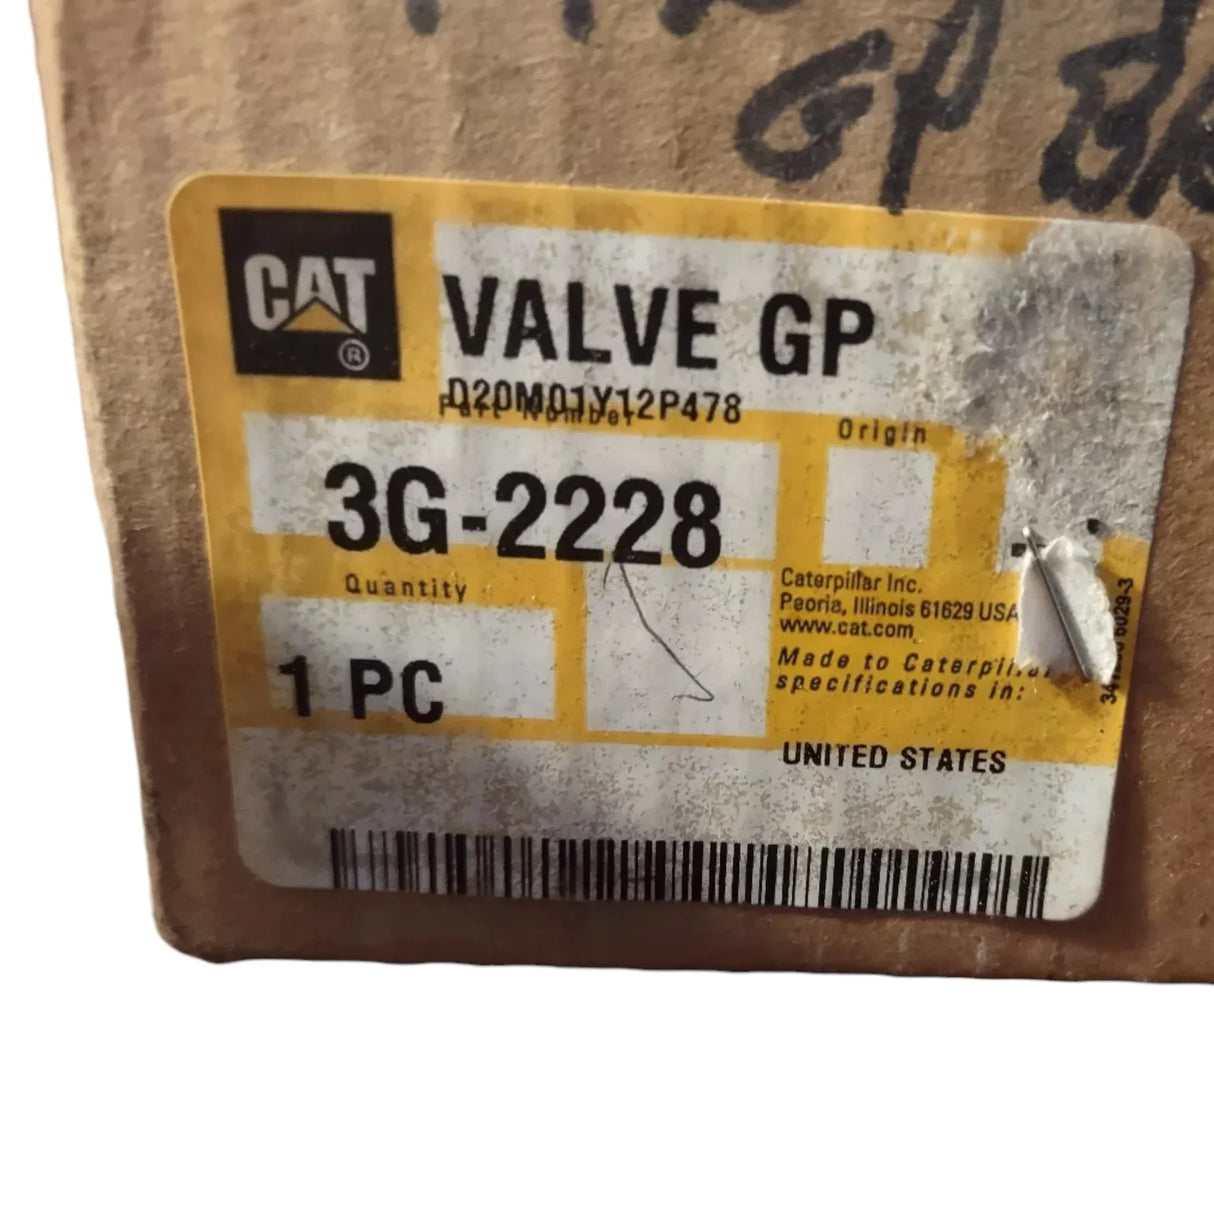 GP
CAT
®
VALVE GP
D20M01Y12P478
Part Number
Origin
3G-2228
Quantity
Caterpillar Inc.
Peoria, Illinois 61629 USA
www.cat.com
1 PC
Made to Caterpillar
specifications in:
UNITED STATES